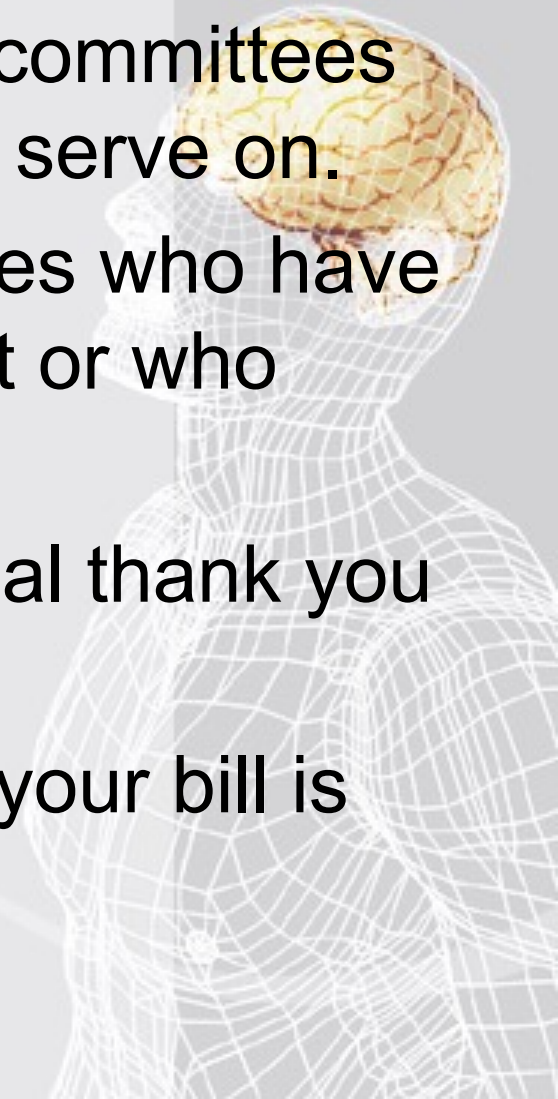 committees
serve on.
es who have
t or who
al thank you
your bill is